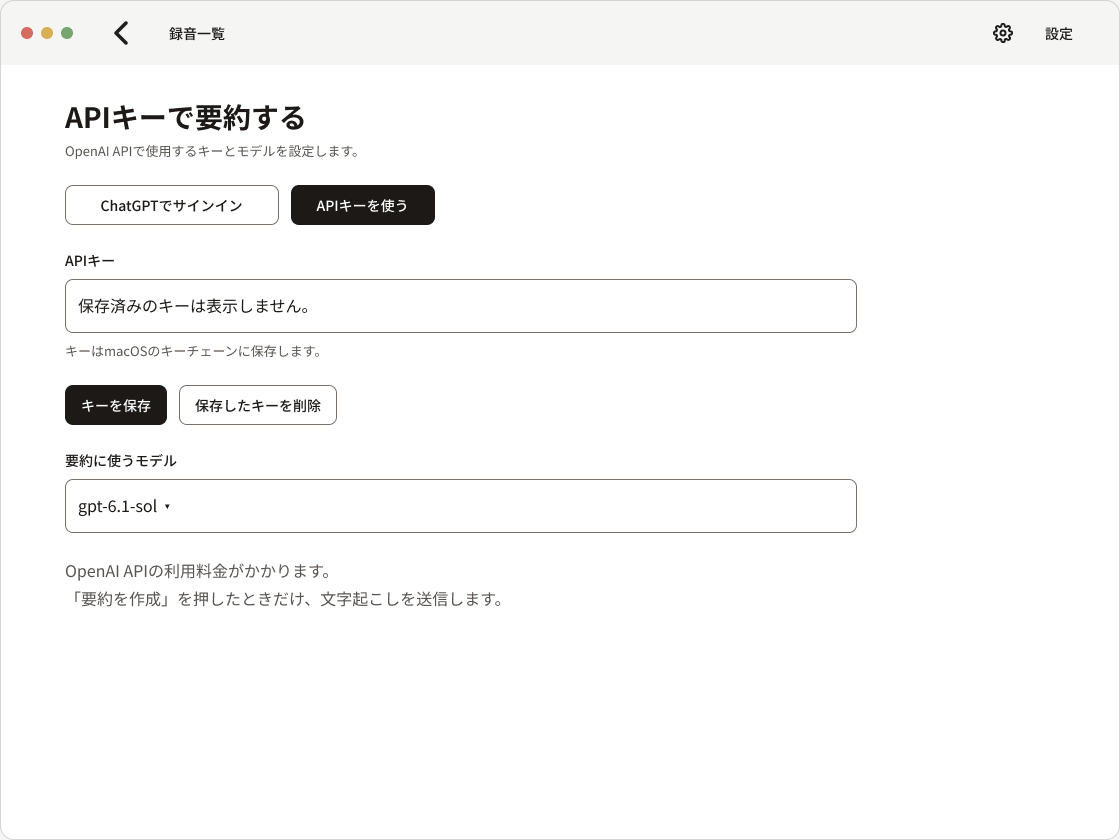 録音一覧
設定
APIキーで要約する
OpenAI APIで使用するキーとモデルを設定します。
ChatGPTでサインイン
APIキーを使う
APIキー
保存済みのキーは表示しません。
キーはmacOSのキーチェーンに保存します。
キーを保存
保存したキーを削除
要約に使うモデル
gpt-6.1-sol
OpenAI APIの利用料金がかかります。
「要約を作成」を押したときだけ、文字起こしを送信します。